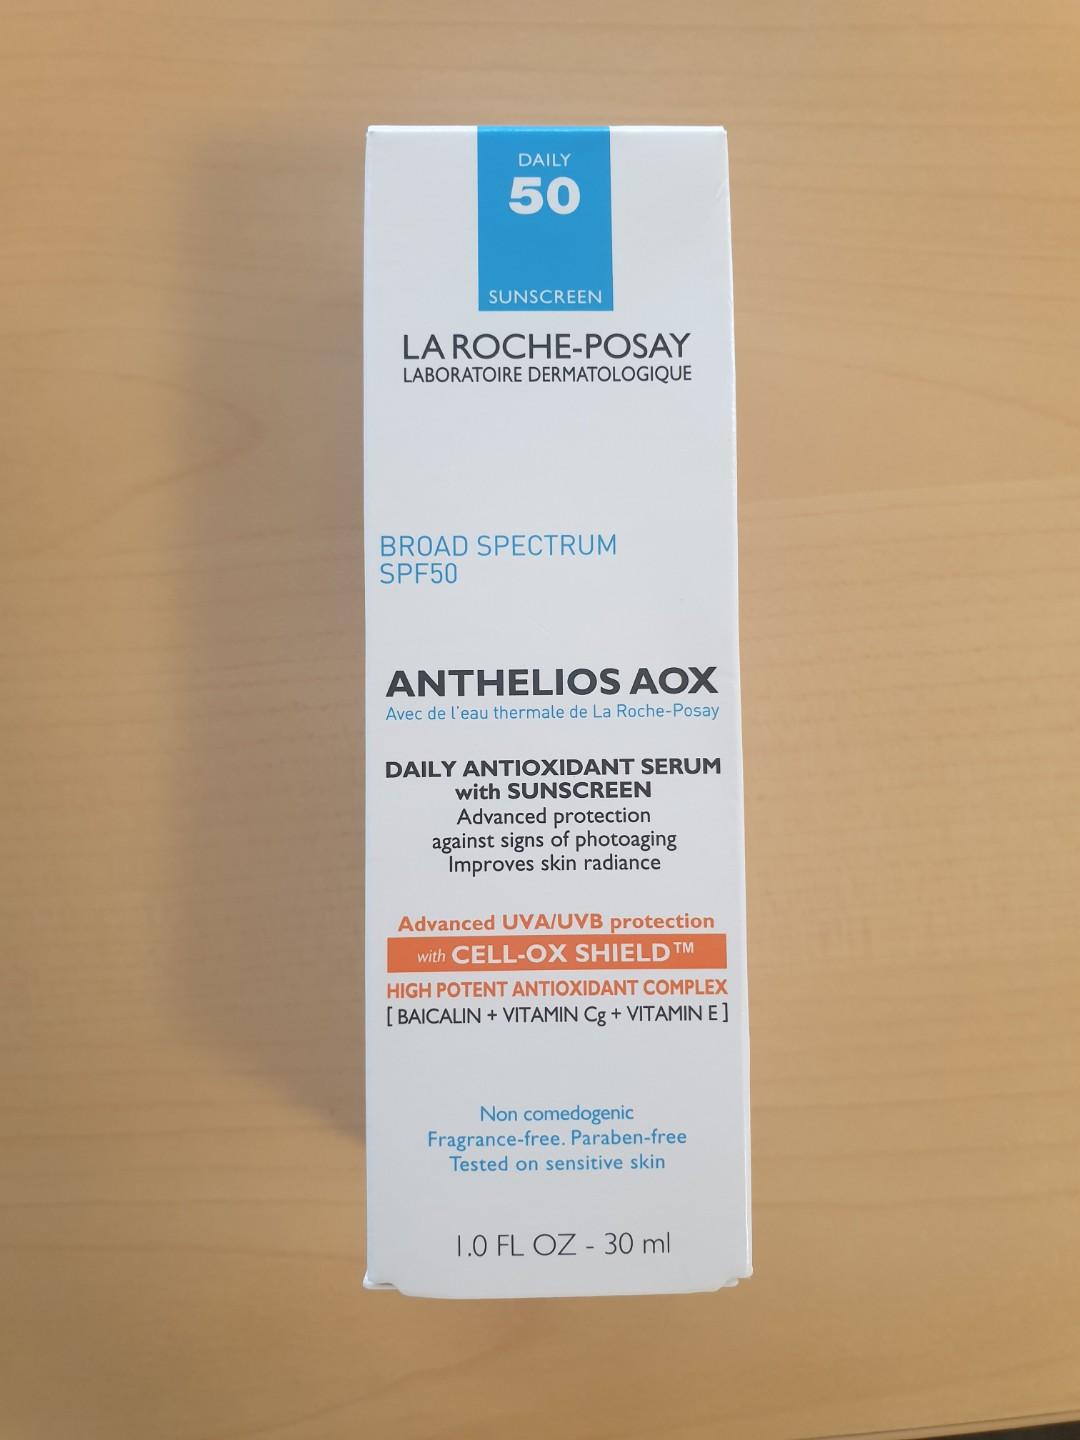 DAILY
50
SUNSCREEN
LA ROCHE-POSAY
LABORATOIRE DERMATOLOGIQUE
BROAD SPECTRUM
SPF50
ANTHELIOS AOX
Avec de l'eau thermale de La Roche-Posay
DAILY ANTIOXIDANT SERUM
with SUNSCREEN
Advanced protection
against signs of photoaging
Improves skin radiance
Advanced UVA/UVB protection
with CELL-OX SHIELD™
HIGH POTENT ANTIOXIDANT COMPLEX
[ BAICALIN + VITAMIN Cg + VITAMIN E ]
Non comedogenic
Fragrance-free. Paraben-free
Tested on sensitive skin
1.0 FL OZ - 30 ml